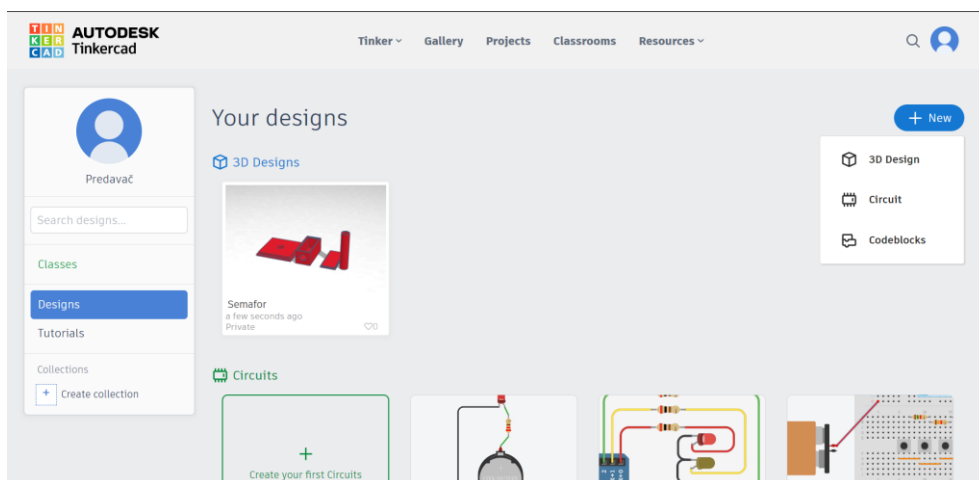 TIN
KER
CAD
AUTODESK
Tinkercad
Tinker
Gallery
Projects
Classrooms
Resources
Predavač
Search designs...
Classes
Designs
Tutorials
Collections
+ Create collection
Your designs
+ New
3D Design
Circuit
Codeblocks
3D Designs
Semafor
a few seconds ago
Private
0
Circuits
+
Create your first Circuits